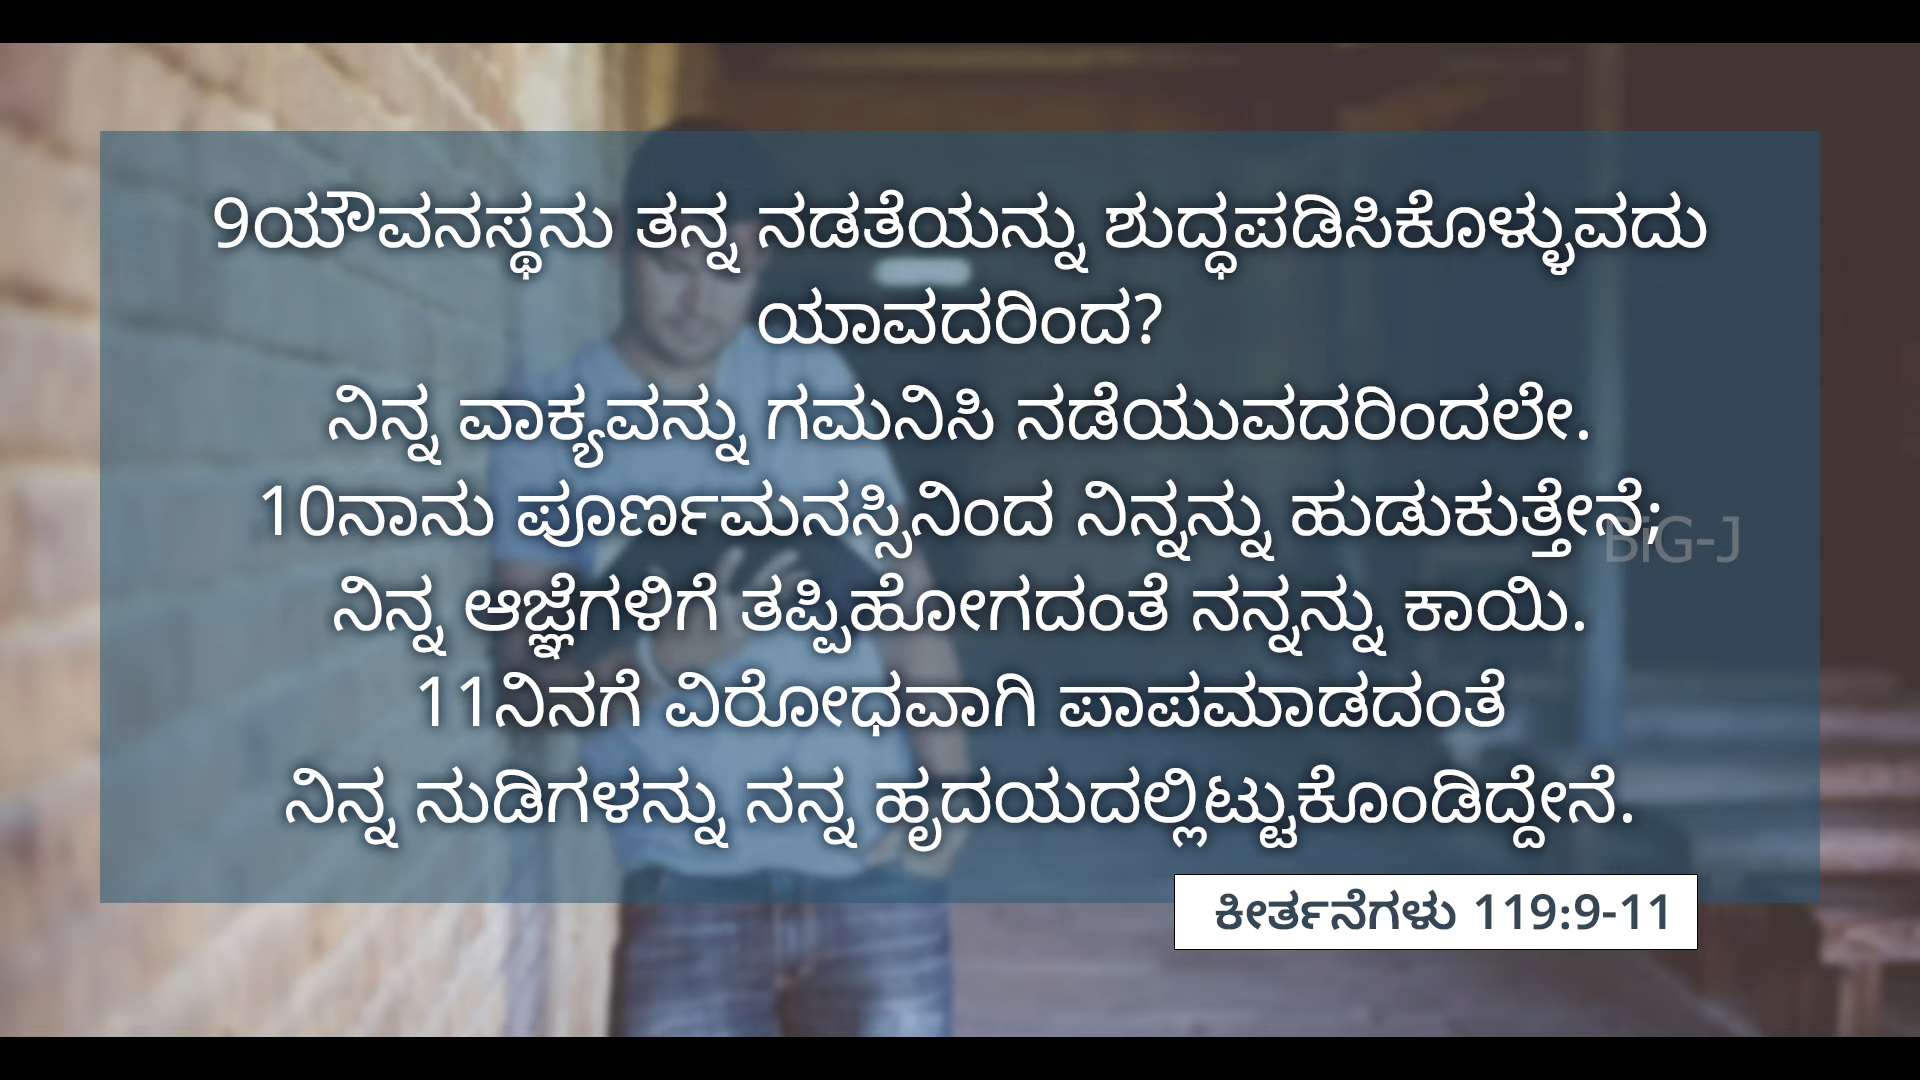 9ಯೌವನಸ್ಥನು ತನ್ನ ನಡತೆಯನ್ನು ಶುದ್ಧಪಡಿಸಿಕೊಳ್ಳುವದು
ಯಾವದರಿಂದ?
ನಿನ್ನ ವಾಕ್ಯವನ್ನು ಗಮನಿಸಿ ನಡೆಯುವದರಿಂದಲೇ.
10ನಾನು ಪೂರ್ಣಮನಸ್ಸಿನಿಂದ ನಿನ್ನನ್ನು ಹುಡುಕುತ್ತೇನೆ;
BiG-J
ನಿನ್ನ ಆಜ್ಞೆಗಳಿಗೆ ತಪ್ಪಿಹೋಗದಂತೆ ನನ್ನನ್ನು ಕಾಯಿ.
11ನಿನಗೆ ವಿರೋಧವಾಗಿ ಪಾಪಮಾಡದಂತೆ
ನಿನ್ನ ನುಡಿಗಳನ್ನು ನನ್ನ ಹೃದಯದಲ್ಲಿಟ್ಟುಕೊಂಡಿದ್ದೇನೆ.
ಕೀರ್ತನೆಗಳು 119:9-11